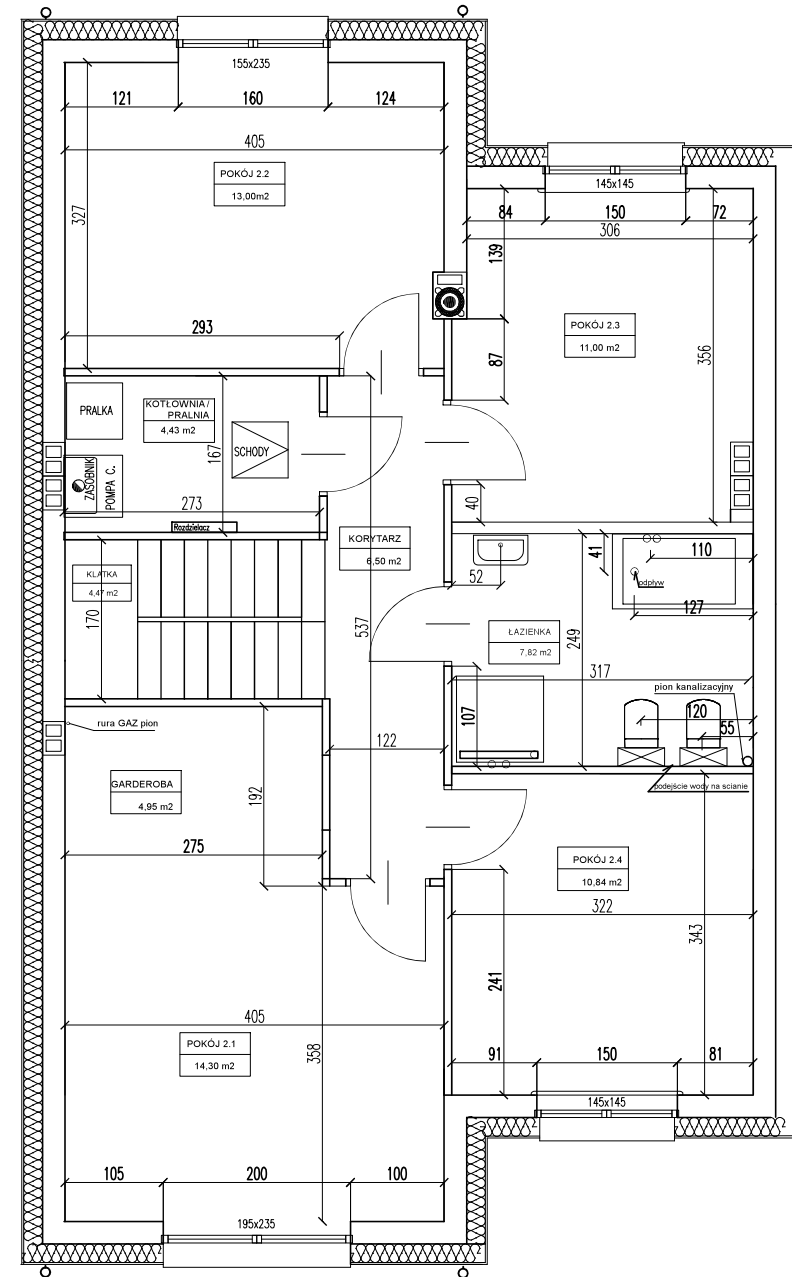 155x235
121 160 124
405
POKÓJ 2.2
13,00m2
327
145x145
84 150 72
306
139
293
POKÓJ 2.3
11,00 m2
87
356
PRALKA
KOTŁOWNIA /
PRALNIA
4,43 m2
167
SCHODY
ZASOBNIK
POMPA C.
273
40
Rozdzielacz
KORYTARZ
6,50 m2
41
110
52
odpływ
KLATKA
4,47 m2
170
127
537
ŁAZIENKA
7,82 m2
249
317
pion kanalizacyjny
107
120
55
rura GAZ pion
122
GARDEROBA
4,95 m2
192
podejście wody na scianie
275
POKÓJ 2.4
10,84 m2
322
343
241
405
POKÓJ 2.1
14,30 m2
358
91 150 81
145x145
105 200 100
195x235